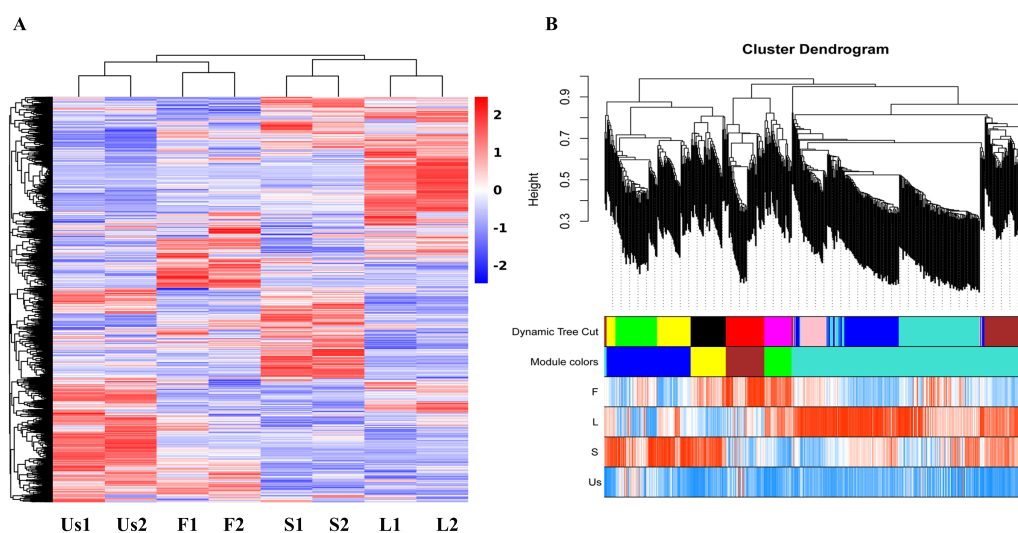 A
B
2
1
0
-1
-2
Us1 Us2 F1 F2 S1 S2 L1 L2
Cluster Dendrogram
Height
0.9
0.7
0.5
0.3
Dynamic Tree Cut
Module colors
F
L
S
Us